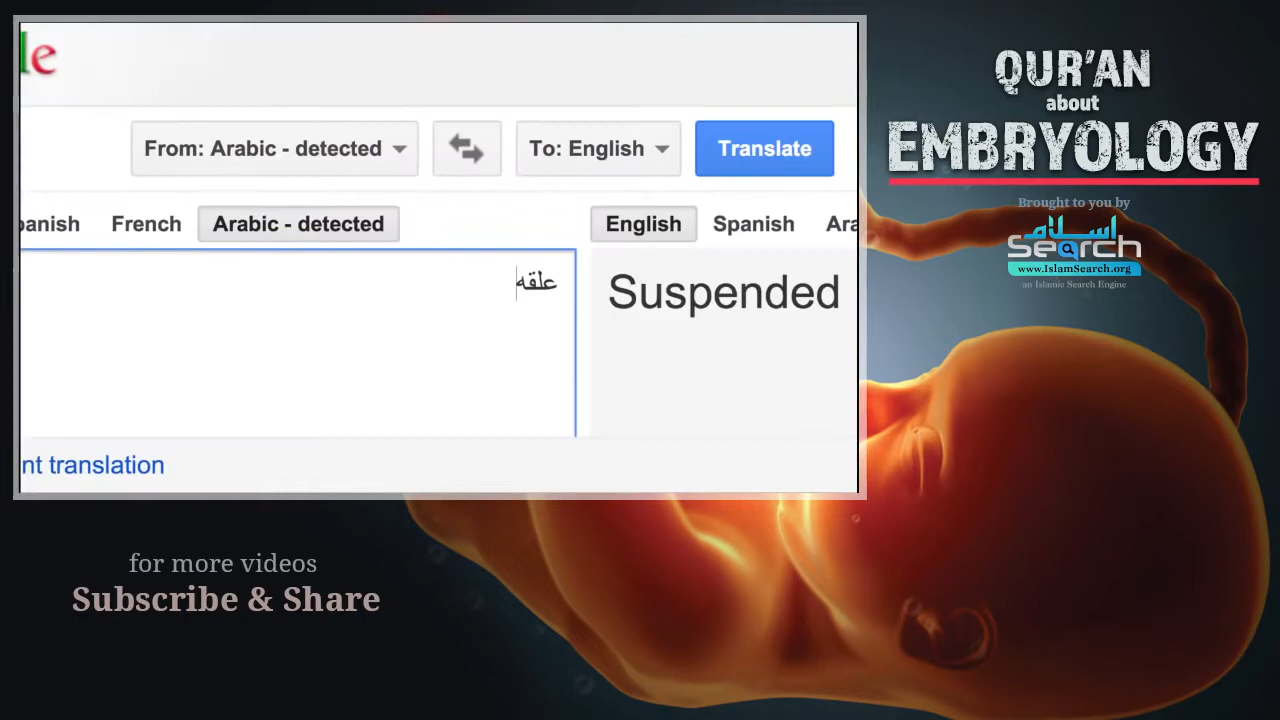 le
From: Arabic - detected
To: English
Translate
panish French Arabic - detected
English Spanish Ara
علقه
Suspended
nt translation
QUR'AN
about
EMBRYOLOGY
Brought to you by
اسلام
Search
www.IslamSearch.org
an Islamic Search Engine
for more videos
Subscribe & Share